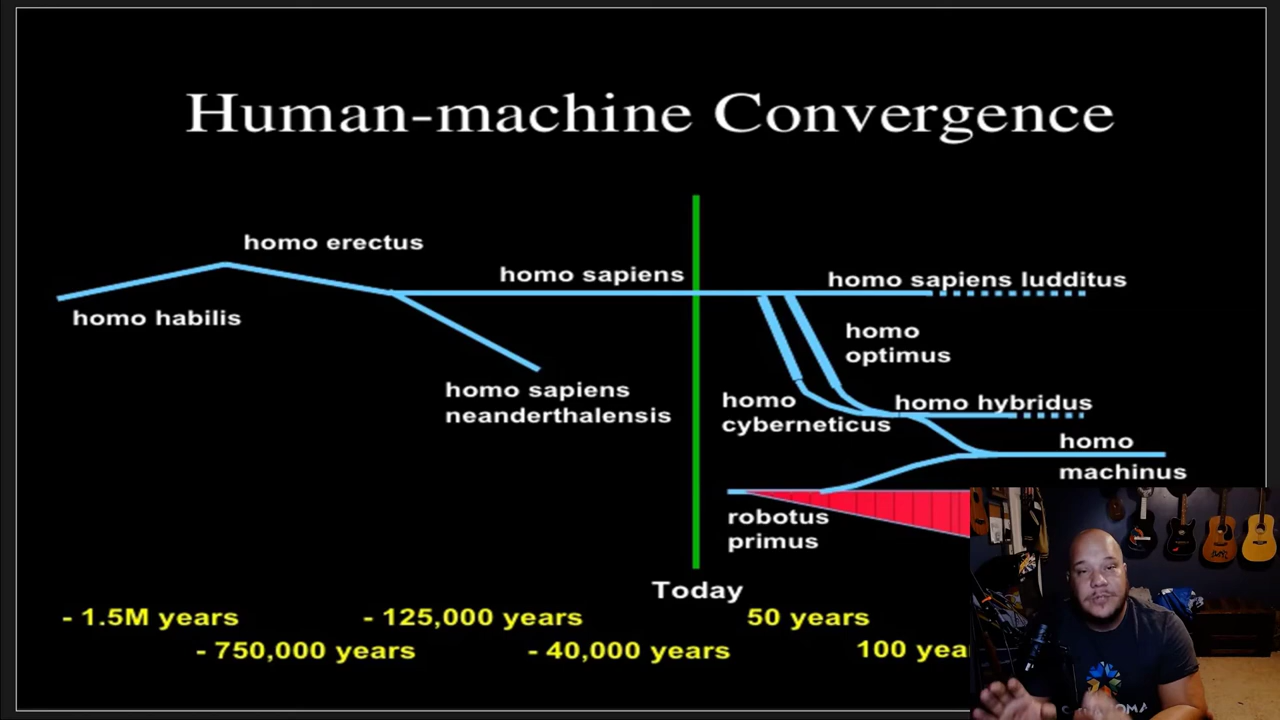 Human-machine Convergence
homo erectus
homo sapiens
homo sapiens ludditus
homo habilis
homo
optimus
homo sapiens
neanderthalensis
homo
cyberneticus
homo hybridus
homo
machinus
robotus
primus
Today
- 1.5M years
- 125,000 years
50 years
- 750,000 years
- 40,000 years
100